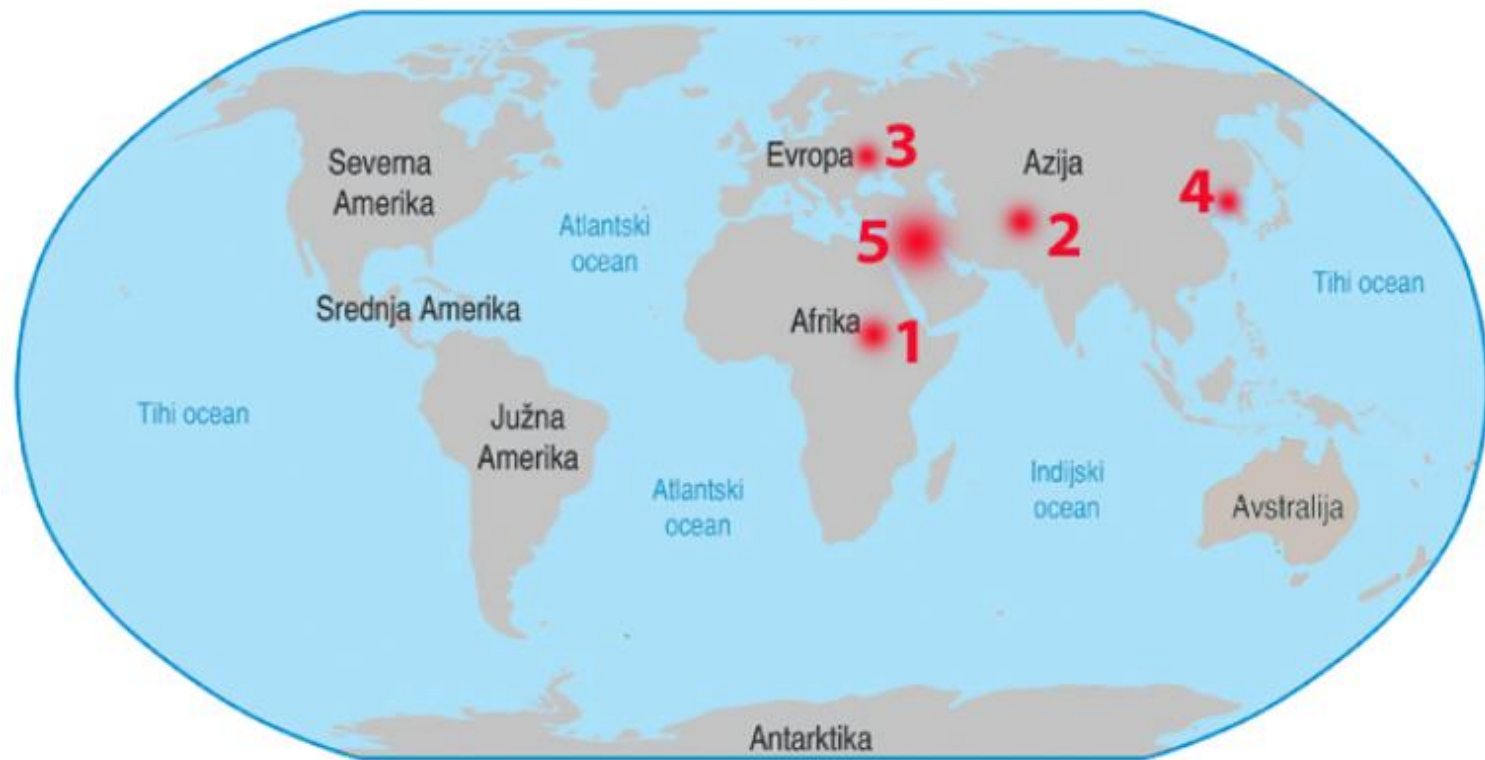 Severna
Amerika
Evropa
3
Azija
4
Atlantski
ocean
5
2
Tihi ocean
Srednja Amerika
Afrika
1
Tihi ocean
Južna
Amerika
Atlantski
ocean
Indijski
ocean
Avstralija
Antarktika